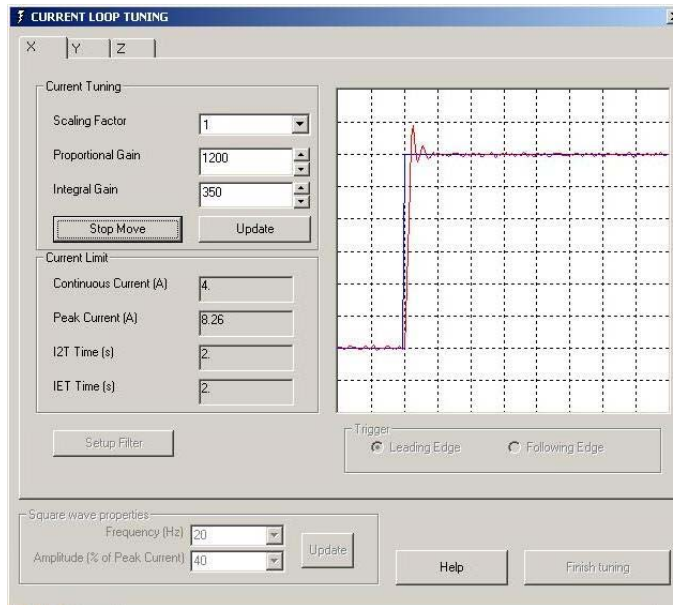 CURRENT LOOP TUNING
X Y Z
Current Tuning
Scaling Factor 1
Proportional Gain 1200
Integral Gain 350
Stop Move Update
Current Limit
Continuous Current (A) 4.
Peak Current (A) 8.26
I2T Time (s) 2.
IET Time (s) 2.
Setup Filter
Trigger
Leading Edge Following Edge
Square wave properties
Frequency (Hz) 20
Amplitude (% of Peak Current) 40
Update
Help Finish tuning